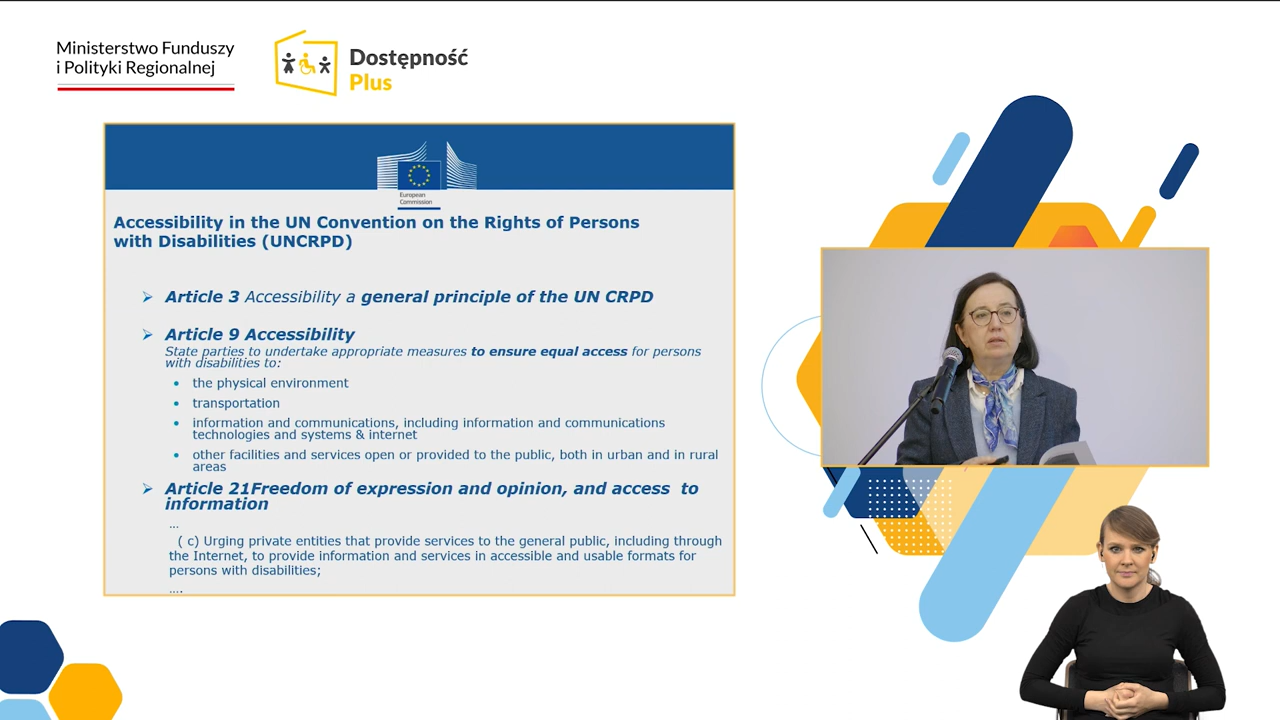 Ministerstwo Funduszy
i Polityki Regionalnej
Dostępność
Plus
European
Commission
Accessibility in the UN Convention on the Rights of Persons
with Disabilities (UNCRPD)
➢ Article 3 Accessibility a general principle of the UN CRPD
➢ Article 9 Accessibility
State parties to undertake appropriate measures to ensure equal access for persons
with disabilities to:
• the physical environment
• transportation
• information and communications, including information and communications
technologies and systems & internet
• other facilities and services open or provided to the public, both in urban and in rural
areas
➢ Article 21Freedom of expression and opinion, and access to
information
...
( c) Urging private entities that provide services to the general public, including through
the Internet, to provide information and services in accessible and usable formats for
persons with disabilities;
....